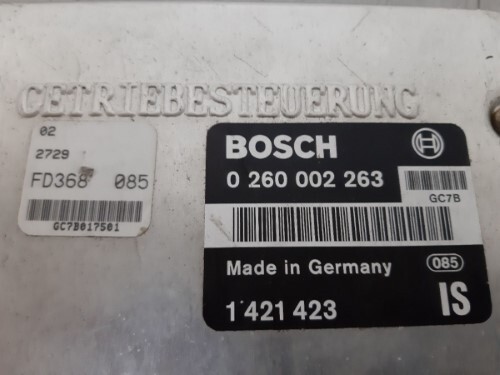 GETRIEBESTEUERUNG
02
2729
FD368 085
GC7B017501
BOSCH
0 260 002 263
GC7B
Made in Germany
085
1 421 423
IS